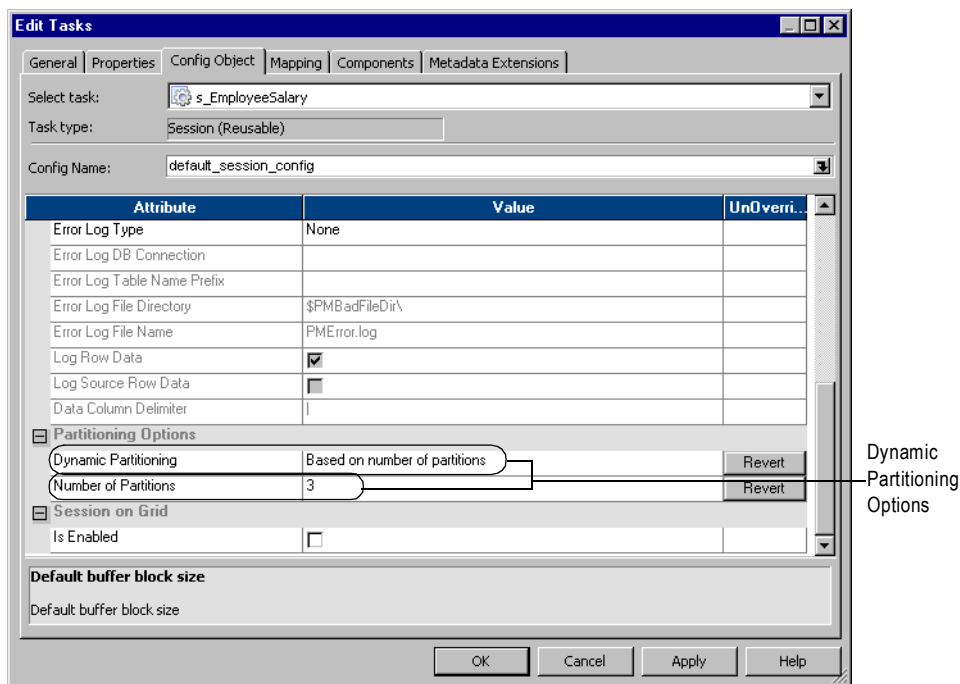 Edit Tasks
General Properties Config Object Mapping Components Metadata Extensions
Select task: s_EmployeeSalary
Task type: Session (Reusable)
Config Name: default_session_config
Attribute Value UnOverri...
Error Log Type None
Error Log DB Connection
Error Log Table Name Prefix
Error Log File Directory $PMBadFileDir\
Error Log File Name PMError.log
Log Row Data
Log Source Row Data
Data Column Delimiter |
Partitioning Options
Dynamic Partitioning Based on number of partitions Revert
Number of Partitions 3 Revert
Session on Grid
Is Enabled
Default buffer block size
Default buffer block size
OK Cancel Apply Help
Dynamic
Partitioning
Options